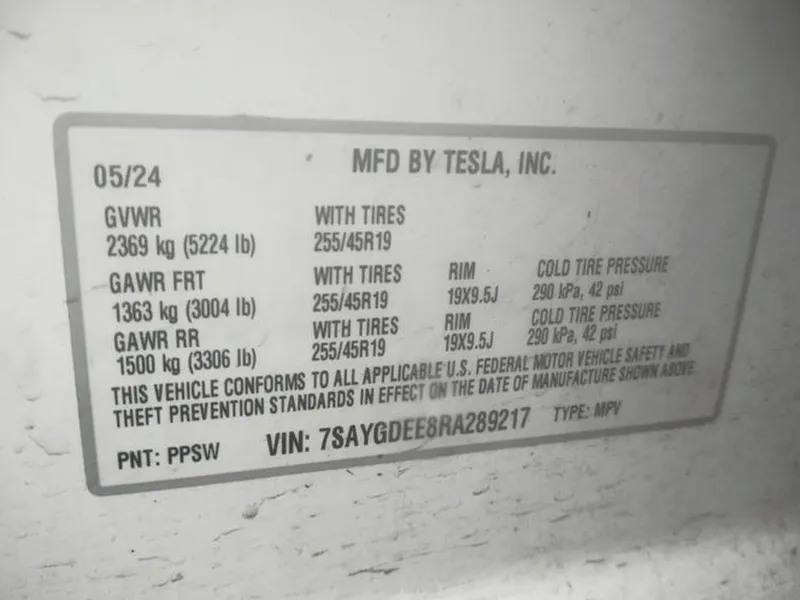 05/24 MFD BY TESLA, INC.
GVWR WITH TIRES
2369 kg (5224 lb) 255/45R19
GAWR FRT WITH TIRES RIM COLD TIRE PRESSURE
1363 kg (3004 lb) 255/45R19 19X9.5J 290 kPa, 42 psi
GAWR RR WITH TIRES RIM COLD TIRE PRESSURE
1500 kg (3306 lb) 255/45R19 19X9.5J 290 kPa, 42 psi
THIS VEHICLE CONFORMS TO ALL APPLICABLE U.S. FEDERAL MOTOR VEHICLE SAFETY AND
THEFT PREVENTION STANDARDS IN EFFECT ON THE DATE OF MANUFACTURE SHOWN ABOVE.
PNT: PPSW VIN: 7SAYGDEE8RA289217 TYPE: MPV